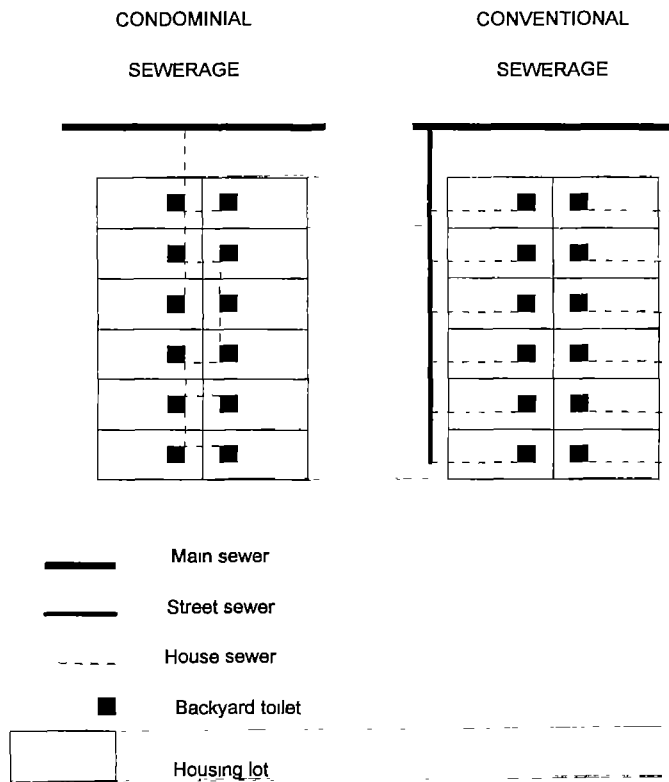 CONDOMINIAL
SEWERAGE
CONVENTIONAL
SEWERAGE
Main sewer
Street sewer
House sewer
Backyard toilet
Housing lot